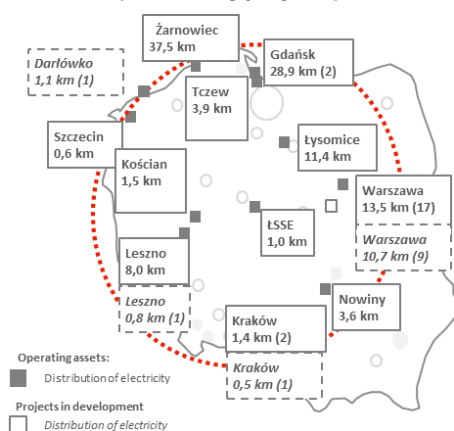 Żarnowiec
37,5 km
Gdańsk
28,9 km (2)
Darłówko
1,1 km (1)
Tczew
3,9 km
Szczecin
0,6 km
Łysomice
11,4 km
Kościan
1,5 km
Warszawa
13,5 km (17)
ŁSSE
1,0 km
Warszawa
10,7 km (9)
Leszno
8,0 km
Leszno
0,8 km (1)
Nowiny
3,6 km
Kraków
1,4 km (2)
Kraków
0,5 km (1)
Operating assets:
Distribution of electricity
Projects in development
Distribution of electricity